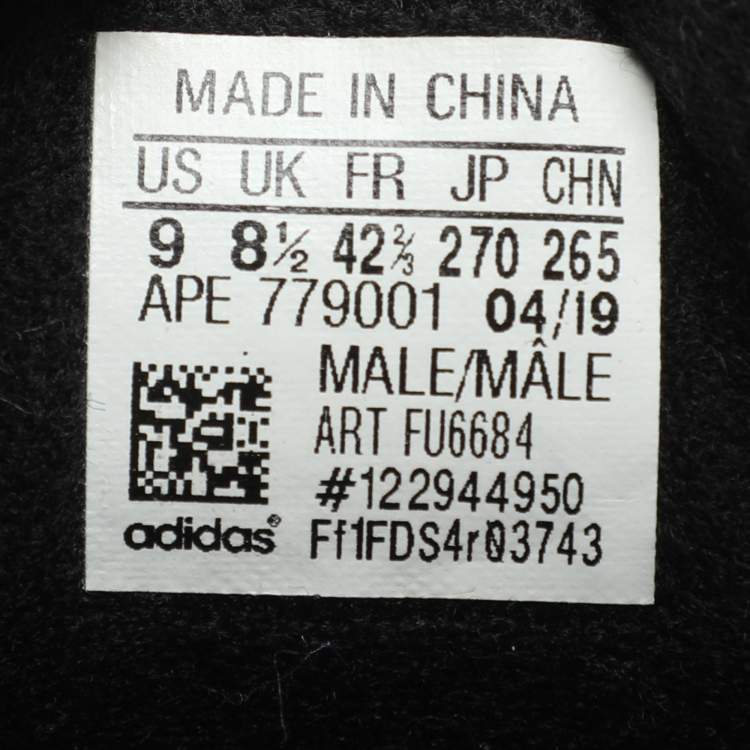 MADE IN CHINA
US UK FR JP CHN
9 8½ 42⅔ 270 265
APE 779001 04/19
MALE/MÂLE
ART FU6684
#122944950
adidas® Ff1FDS4r03743